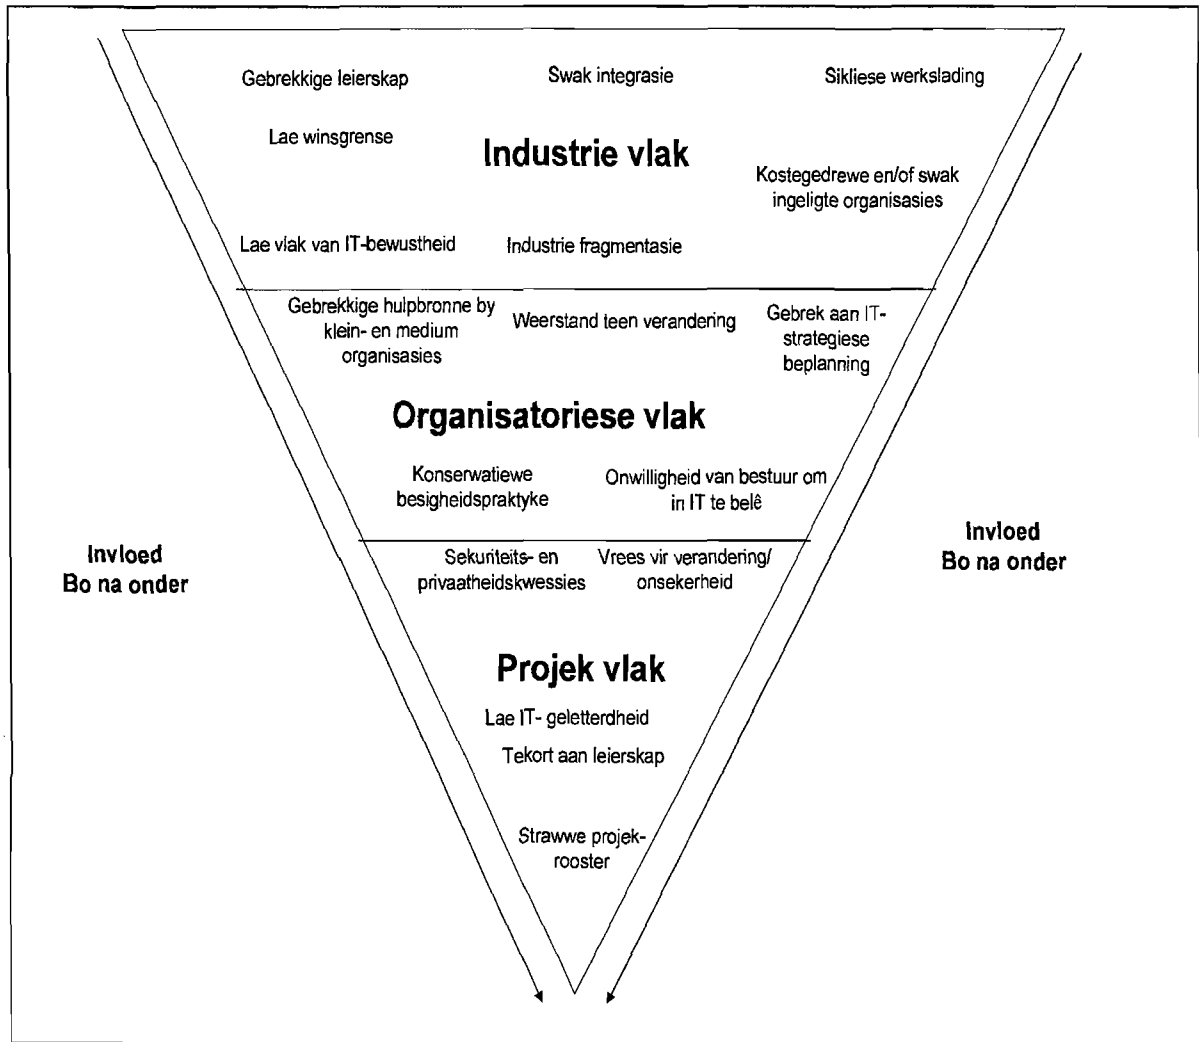 Gebrekkige leierskap
Swak integrasie
Sikliese werkslading
Lae winsgrense
Industrie vlak
Kostegedrewe en/of swak
ingeligte organisasies
Lae vlak van IT-bewustheid
Industrie fragmentasie
Gebrekkige hulpbronne by
klein- en medium
organisasies
Weerstand teen verandering
Gebrek aan IT-
strategiese
beplanning
Organisatoriese vlak
Konserwatiewe
besigheidspraktyke
Onwilligheid van bestuur om
in IT te belê
Invloed
Bo na onder
Invloed
Bo na onder
Sekuriteits- en
privaatheidskwessies
Vrees vir verandering/
onsekerheid
Projek vlak
Lae IT- geletterdheid
Tekort aan leierskap
Strawwe projek-
rooster